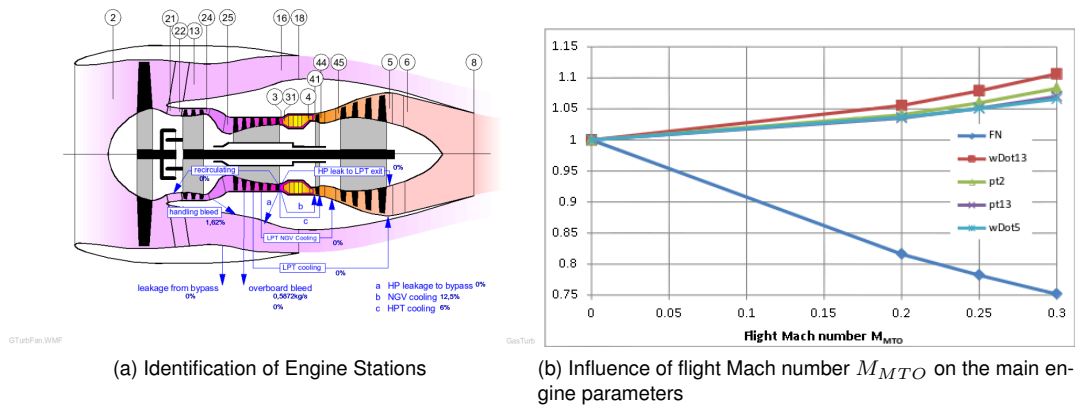 2
21
22
13
24
25
16
18
3
31
4
41
44
45
5
6
8
recirculating
0%
HP leak to LPT exit
0%
handling bleed
1,62%
a
b
c
LPT NGV Cooling
0%
LPT cooling
0%
leakage from bypass
0%
overboard bleed
0,5872kg/s
0%
a HP leakage to bypass 0%
b NGV cooling 12,5%
c HPT cooling 6%
GTurbFan.WMF
GasTurb
(a) Identification of Engine Stations
1.15
1.1
1.05
1
0.95
0.9
0.85
0.8
0.75
0 0.05 0.1 0.15 0.2 0.25 0.3
Flight Mach number M_MTO
FN
wDot13
pt2
pt13
wDot5
(b) Influence of flight Mach number M_MTO on the main en-
gine parameters